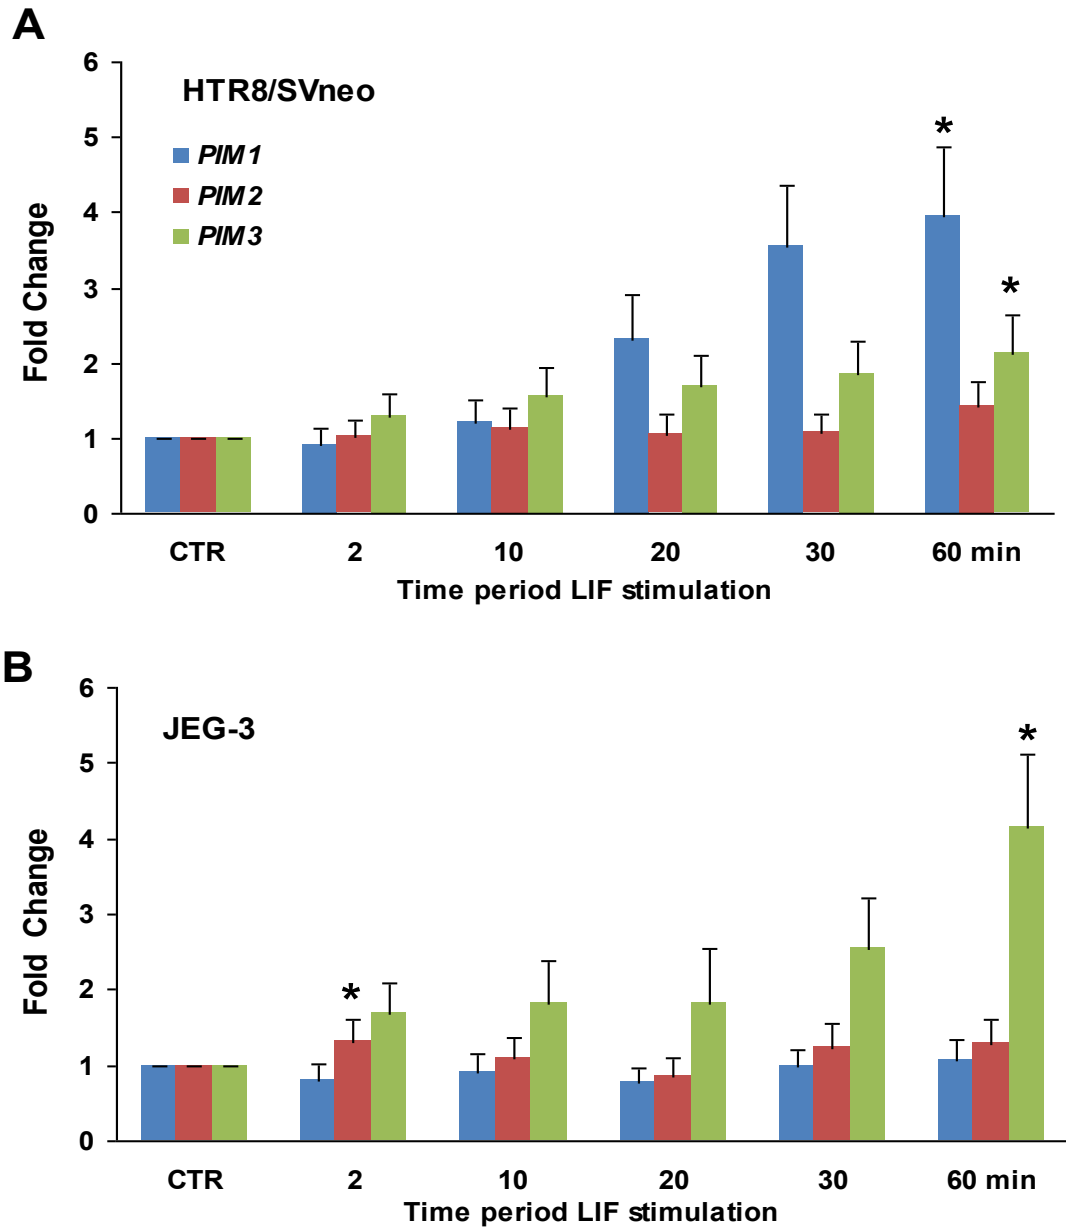 A
6
HTR8/SVneo
5
PIM1
PIM2
4
PIM3
3
2
1
0
Fold Change
*
*
CTR 2 10 20 30 60 min
Time period LIF stimulation
B
6
JEG-3
5
4
3
2
1
0
Fold Change
*
*
CTR 2 10 20 30 60 min
Time period LIF stimulation